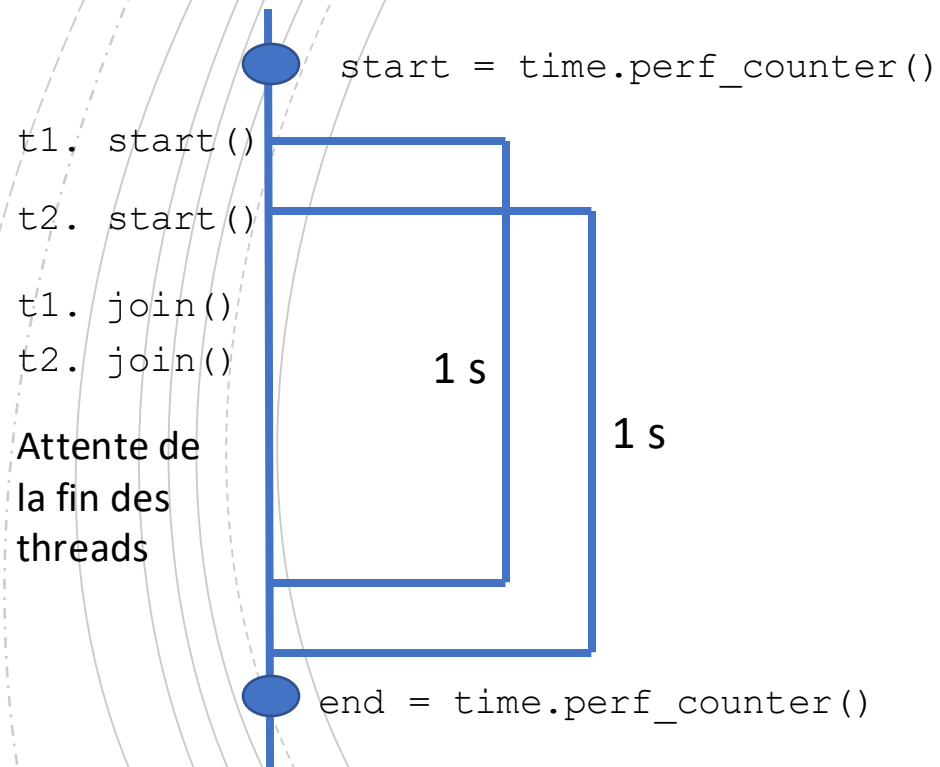 start = time.perf_counter()
t1. start()
t2. start()
t1. join()
t2. join()
1 s
1 s
Attente de
la fin des
threads
end = time.perf_counter()